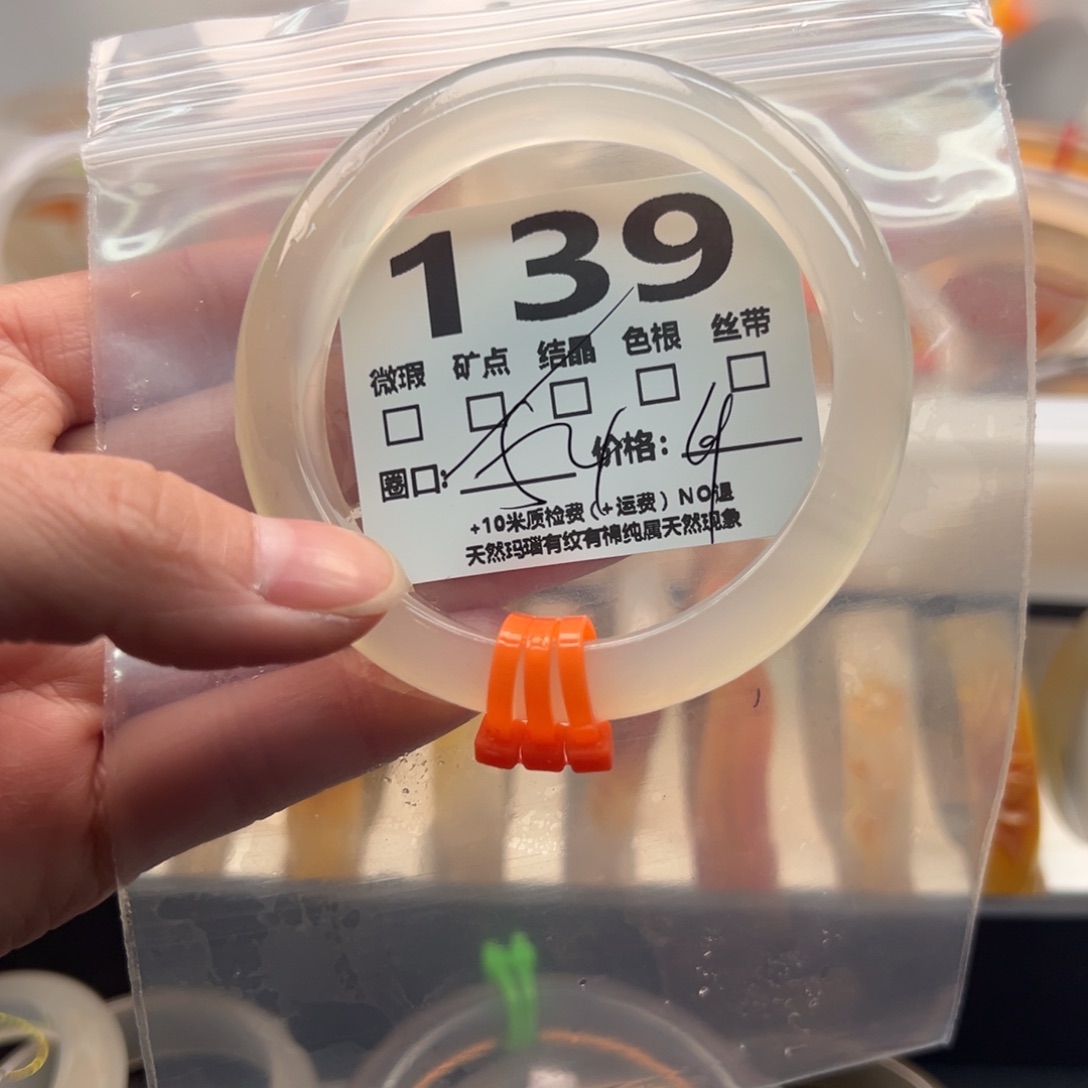 139
微瑕 矿点 结晶 色根 丝带
圈口: 价格:
+10米质检费(+运费)NO退
天然玛瑙有纹有棉纯属天然现象